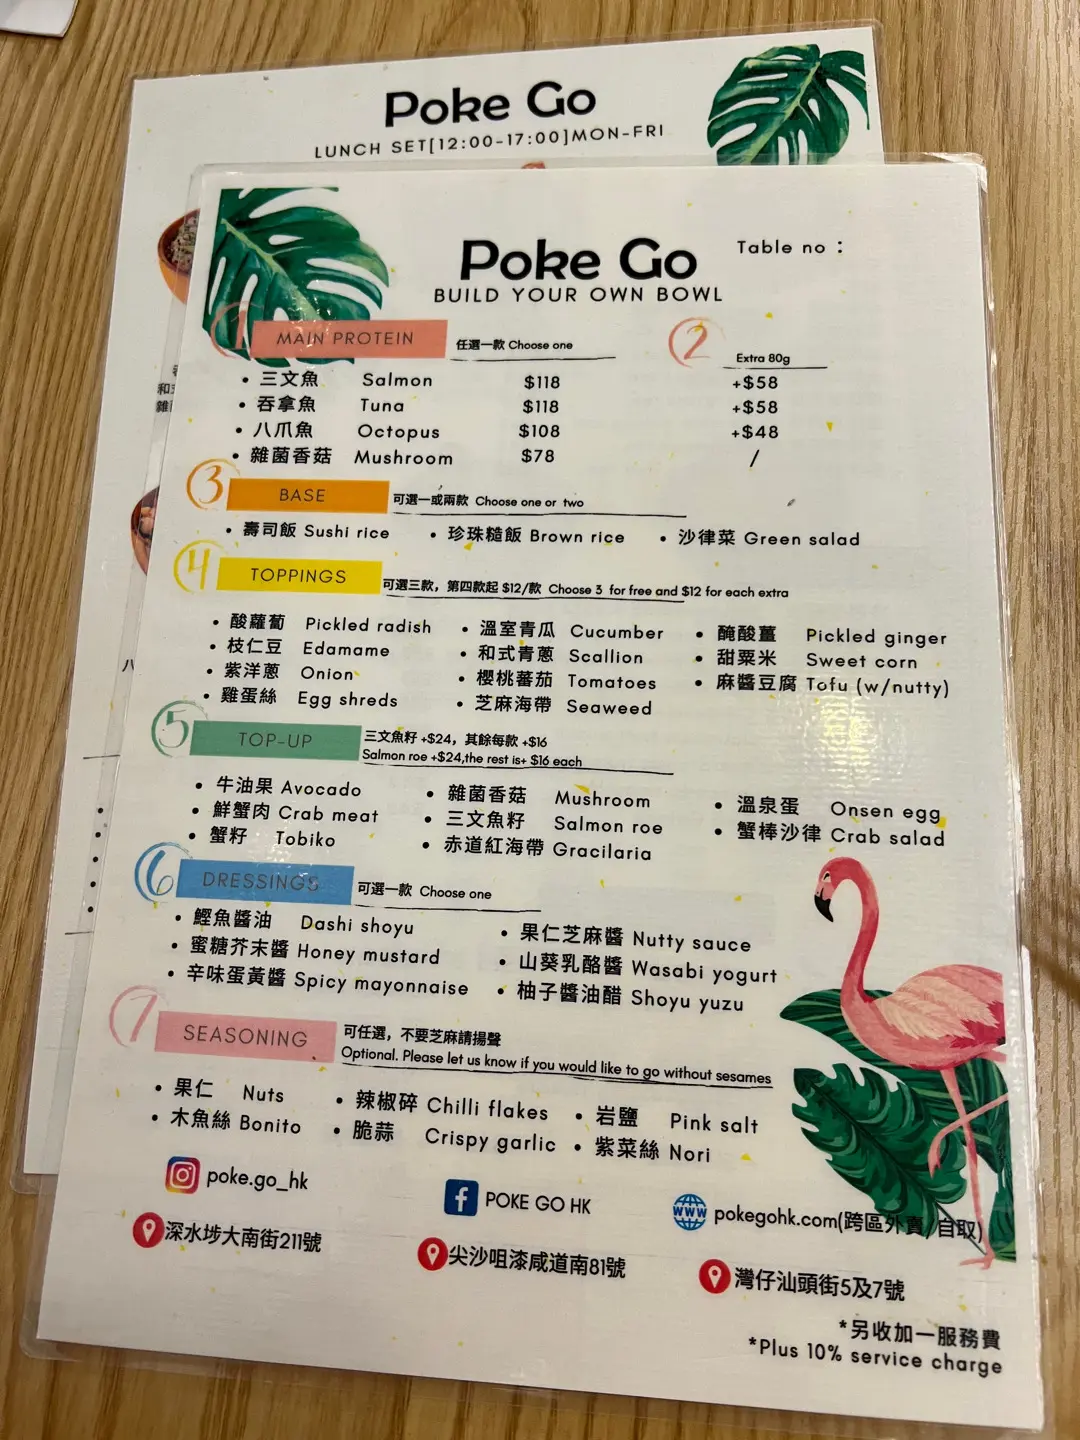 Poke Go
LUNCH SET[12:00-17:00]MON-FRI
Poke Go
Table no：
BUILD YOUR OWN BOWL
1 MAIN PROTEIN 任選一款 Choose one 2 Extra 80g
• 三文魚 Salmon $118 +$58
• 吞拿魚 Tuna $118 +$58
• 八爪魚 Octopus $108 +$48
• 雜菌香菇 Mushroom $78 /
3 BASE 可選一或兩款 Choose one or two
• 壽司飯 Sushi rice • 珍珠糙飯 Brown rice • 沙律菜 Green salad
4 TOPPINGS 可選三款，第四款起 $12/款 Choose 3 for free and $12 for each extra
• 酸蘿蔔 Pickled radish • 溫室青瓜 Cucumber • 醃酸薑 Pickled ginger
• 枝仁豆 Edamame • 和式青蔥 Scallion • 甜粟米 Sweet corn
• 紫洋蔥 Onion • 櫻桃蕃茄 Tomatoes • 麻醬豆腐 Tofu (w/nutty)
• 雞蛋絲 Egg shreds • 芝麻海帶 Seaweed
5 TOP-UP 三文魚籽 +$24，其餘每款 +$16
Salmon roe +$24,the rest is+ $16 each
• 牛油果 Avocado • 雜菌香菇 Mushroom • 溫泉蛋 Onsen egg
• 鮮蟹肉 Crab meat • 三文魚籽 Salmon roe • 蟹棒沙律 Crab salad
• 蟹籽 Tobiko • 赤道紅海帶 Gracilaria
6 DRESSINGS 可選一款 Choose one
• 鰹魚醬油 Dashi shoyu • 果仁芝麻醬 Nutty sauce
• 蜜糖芥末醬 Honey mustard • 山葵乳酪醬 Wasabi yogurt
• 辛味蛋黃醬 Spicy mayonnaise • 柚子醬油醋 Shoyu yuzu
7 SEASONING 可任選，不要芝麻請揚聲
Optional. Please let us know if you would like to go without sesames
• 果仁 Nuts • 辣椒碎 Chilli flakes • 岩鹽 Pink salt
• 木魚絲 Bonito • 脆蒜 Crispy garlic • 紫菜絲 Nori
poke.go_hk POKE GO HK www pokegohk.com(跨區外賣/自取)
深水埗大南街211號 尖沙咀漆咸道南81號 灣仔汕頭街5及7號
*另收加一服務費
*Plus 10% service charge